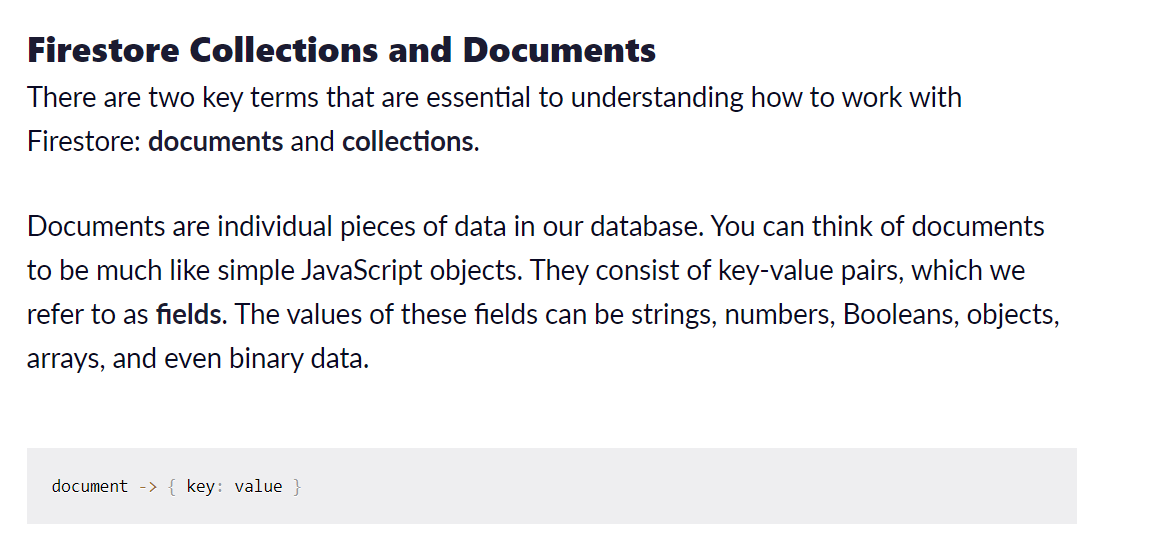 Firestore Collections and Documents
There are two key terms that are essential to understanding how to work with
Firestore: documents and collections.
Documents are individual pieces of data in our database. You can think of documents
to be much like simple JavaScript objects. They consist of key-value pairs, which we
refer to as fields. The values of these fields can be strings, numbers, Booleans, objects,
arrays, and even binary data.
document -> { key: value }